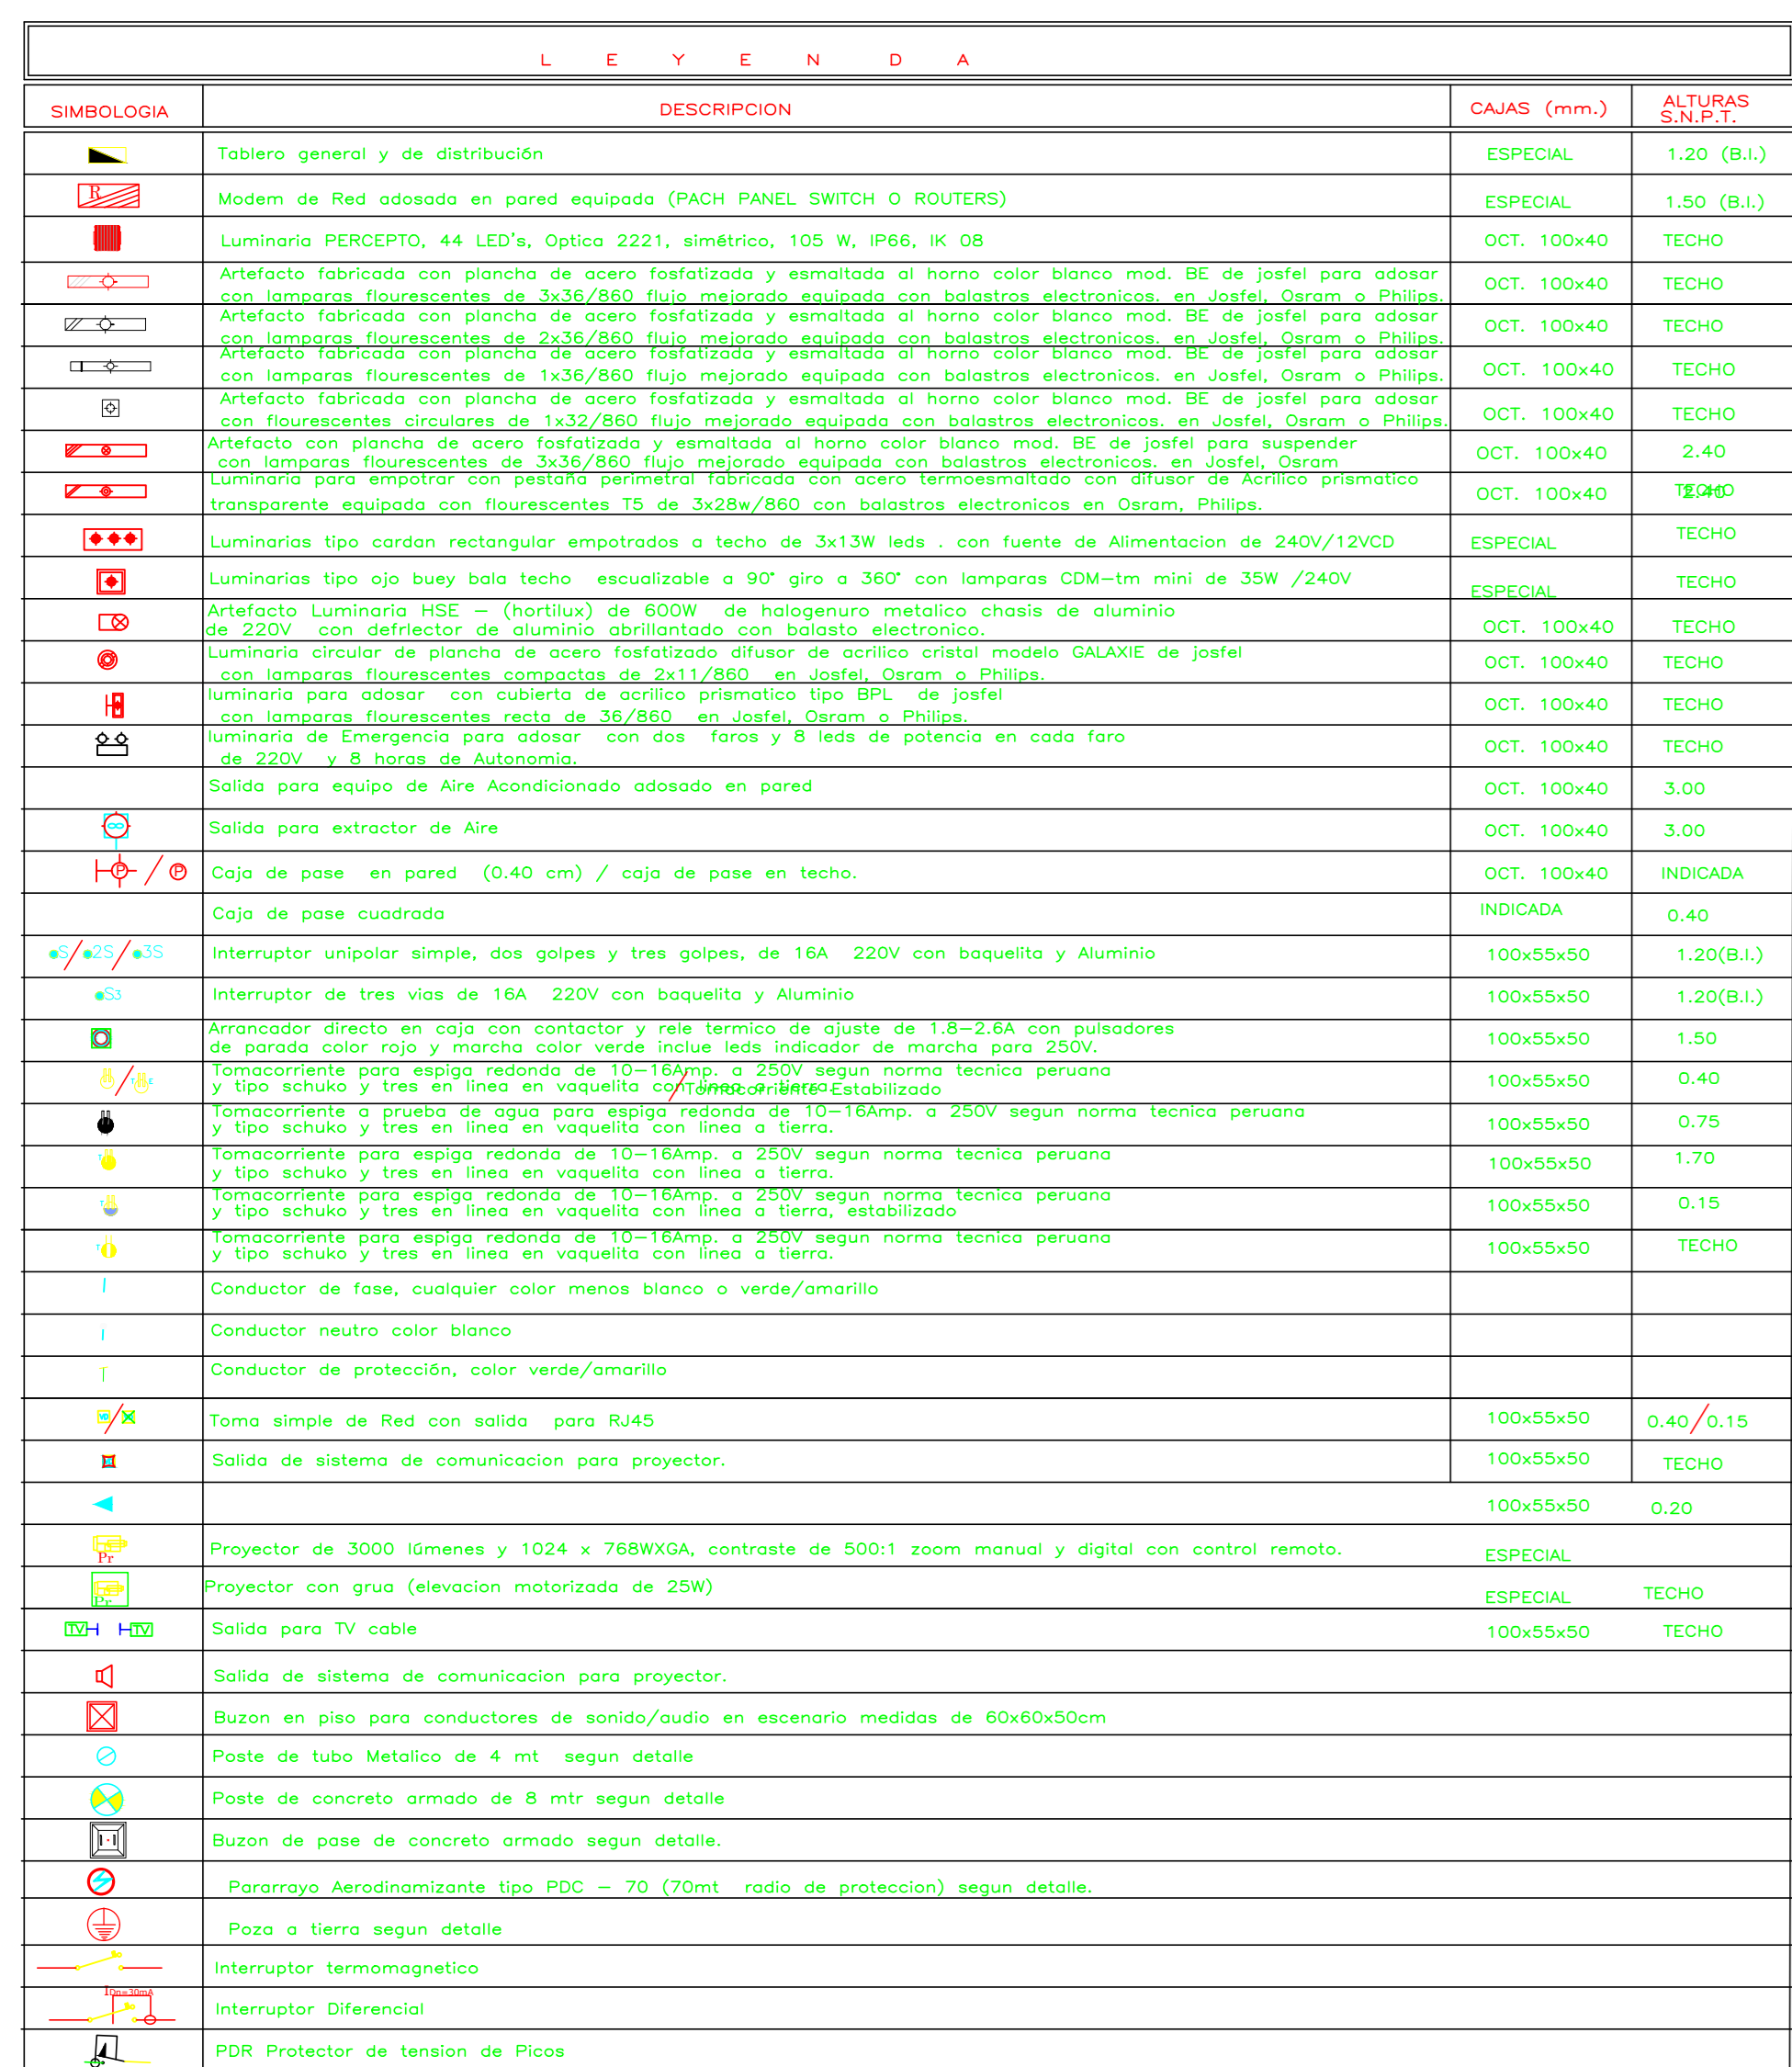 L E Y E N D A
SIMBOLOGIA DESCRIPCION CAJAS (mm.) ALTURAS
S.N.P.T.
Tablero general y de distribución ESPECIAL 1.20 (B.I.)
R Modem de Red adosada en pared equipada (PACH PANEL SWITCH O ROUTERS) ESPECIAL 1.50 (B.I.)
Luminaria PERCEPTO, 44 LED's, Optica 2221, simétrico, 105 W, IP66, IK 08 OCT. 100x40 TECHO
Artefacto fabricada con plancha de acero fosfatizada y esmaltada al horno color blanco mod. BE de josfel para adosar
con lamparas flourescentes de 3x36/860 flujo mejorado equipada con balastros electronicos. en Josfel, Osram o Philips. OCT. 100x40 TECHO
Artefacto fabricada con plancha de acero fosfatizada y esmaltada al horno color blanco mod. BE de josfel para adosar
con lamparas flourescentes de 2x36/860 flujo mejorado equipada con balastros electronicos. en Josfel, Osram o Philips. OCT. 100x40 TECHO
Artefacto fabricada con plancha de acero fosfatizada y esmaltada al horno color blanco mod. BE de josfel para adosar
con lamparas flourescentes de 1x36/860 flujo mejorado equipada con balastros electronicos. en Josfel, Osram o Philips. OCT. 100x40 TECHO
Artefacto fabricada con plancha de acero fosfatizada y esmaltada al horno color blanco mod. BE de josfel para adosar
con flourescentes circulares de 1x32/860 flujo mejorado equipada con balastros electronicos. en Josfel, Osram o Philips. OCT. 100x40 TECHO
Artefacto con plancha de acero fosfatizada y esmaltada al horno color blanco mod. BE de josfel para suspender
con lamparas flourescentes de 3x36/860 flujo mejorado equipada con balastros electronicos. en Josfel, Osram OCT. 100x40 2.40
Luminaria para empotrar con pestaña perimetral fabricada con acero termoesmaltado con difusor de Acrilico prismatico
transparente equipada con flourescentes T5 de 3x28w/860 con balastros electronicos en Osram, Philips. OCT. 100x40 TECHO 2.40
Luminarias tipo cardan rectangular empotrados a techo de 3x13W leds . con fuente de Alimentacion de 240V/12VCD ESPECIAL TECHO
Luminarias tipo ojo buey bala techo escualizable a 90° giro a 360° con lamparas CDM-tm mini de 35W /240V ESPECIAL TECHO
Artefacto Luminaria HSE - (hortilux) de 600W de halogenuro metalico chasis de aluminio
de 220V con defrlector de aluminio abrillantado con balasto electronico. OCT. 100x40 TECHO
Luminaria circular de plancha de acero fosfatizado difusor de acrilico cristal modelo GALAXIE de josfel
con lamparas flourescentes compactas de 2x11/860 en Josfel, Osram o Philips. OCT. 100x40 TECHO
luminaria para adosar con cubierta de acrilico prismatico tipo BPL de josfel
con lamparas flourescentes recta de 36/860 en Josfel, Osram o Philips. OCT. 100x40 TECHO
luminaria de Emergencia para adosar con dos faros y 8 leds de potencia en cada faro
de 220V y 8 horas de Autonomia. OCT. 100x40 TECHO
Salida para equipo de Aire Acondicionado adosado en pared OCT. 100x40 3.00
Salida para extractor de Aire OCT. 100x40 3.00
P / P Caja de pase en pared (0.40 cm) / caja de pase en techo. OCT. 100x40 INDICADA
Caja de pase cuadrada INDICADA 0.40
S/2S/3S Interruptor unipolar simple, dos golpes y tres golpes, de 16A 220V con baquelita y Aluminio 100x55x50 1.20(B.I.)
S3 Interruptor de tres vias de 16A 220V con baquelita y Aluminio 100x55x50 1.20(B.I.)
Arrancador directo en caja con contactor y rele termico de ajuste de 1.8-2.6A con pulsadores
de parada color rojo y marcha color verde inclue leds indicador de marcha para 250V. 100x55x50 1.50
Tomacorriente para espiga redonda de 10-16Amp. a 250V segun norma tecnica peruana
/ T E y tipo schuko y tres en linea en vaquelita con linea a tierra. /Tomacorriente Estabilizado 100x55x50 0.40
Tomacorriente a prueba de agua para espiga redonda de 10-16Amp. a 250V segun norma tecnica peruana
y tipo schuko y tres en linea en vaquelita con linea a tierra. 100x55x50 0.75
T Tomacorriente para espiga redonda de 10-16Amp. a 250V segun norma tecnica peruana
y tipo schuko y tres en linea en vaquelita con linea a tierra. 100x55x50 1.70
T Tomacorriente para espiga redonda de 10-16Amp. a 250V segun norma tecnica peruana
y tipo schuko y tres en linea en vaquelita con linea a tierra, estabilizado 100x55x50 0.15
T Tomacorriente para espiga redonda de 10-16Amp. a 250V segun norma tecnica peruana
y tipo schuko y tres en linea en vaquelita con linea a tierra. 100x55x50 TECHO
Conductor de fase, cualquier color menos blanco o verde/amarillo
Conductor neutro color blanco
Conductor de protección, color verde/amarillo
VD / Toma simple de Red con salida para RJ45 100x55x50 0.40/0.15
Salida de sistema de comunicacion para proyector. 100x55x50 TECHO
100x55x50 0.20
Pr Proyector de 3000 lúmenes y 1024 x 768WXGA, contraste de 500:1 zoom manual y digital con control remoto. ESPECIAL
Pr Proyector con grua (elevacion motorizada de 25W) ESPECIAL TECHO
TV TV Salida para TV cable 100x55x50 TECHO
Salida de sistema de comunicacion para proyector.
Buzon en piso para conductores de sonido/audio en escenario medidas de 60x60x50cm
Poste de tubo Metalico de 4 mt segun detalle
Poste de concreto armado de 8 mtr segun detalle
Buzon de pase de concreto armado segun detalle.
Pararrayo Aerodinamizante tipo PDC - 70 (70mt radio de proteccion) segun detalle.
Poza a tierra segun detalle
Interruptor termomagnetico
IDn=30mA Interruptor Diferencial
PDR Protector de tension de Picos